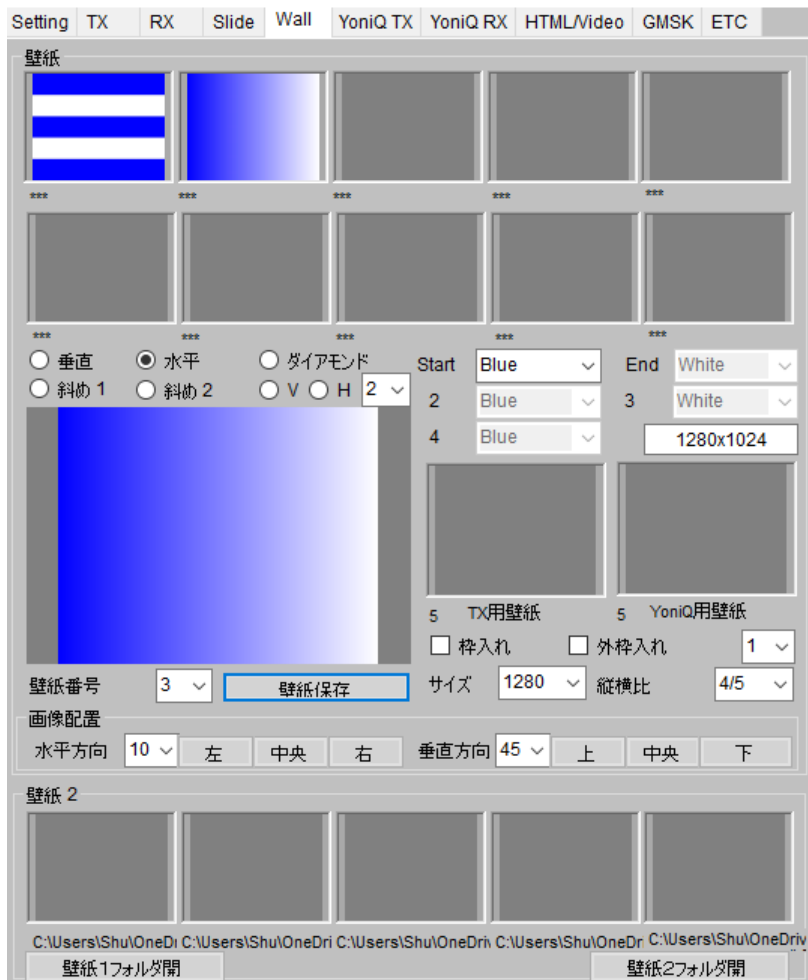 Setting TX RX Slide Wall YoniQ TX YoniQ RX HTML/Video GMSK ETC
壁紙
*** *** *** *** ***
*** *** *** *** ***
垂直 水平 ダイアモンド Start Blue End White
斜め 1 斜め 2 V H 2 2 Blue 3 White
4 Blue 1280x1024
5 TX用壁紙 5 YoniQ用壁紙
枠入れ 外枠入れ 1
壁紙番号 3 壁紙保存 サイズ 1280 縦横比 4/5
画像配置
水平方向 10 左 中央 右 垂直方向 45 上 中央 下
壁紙 2
C:\Users\Shu\OneDr C:\Users\Shu\OneDri C:\Users\Shu\OneDri C:\Users\Shu\OneDr C:\Users\Shu\OneDriv
壁紙1フォルダ開 壁紙2フォルダ開